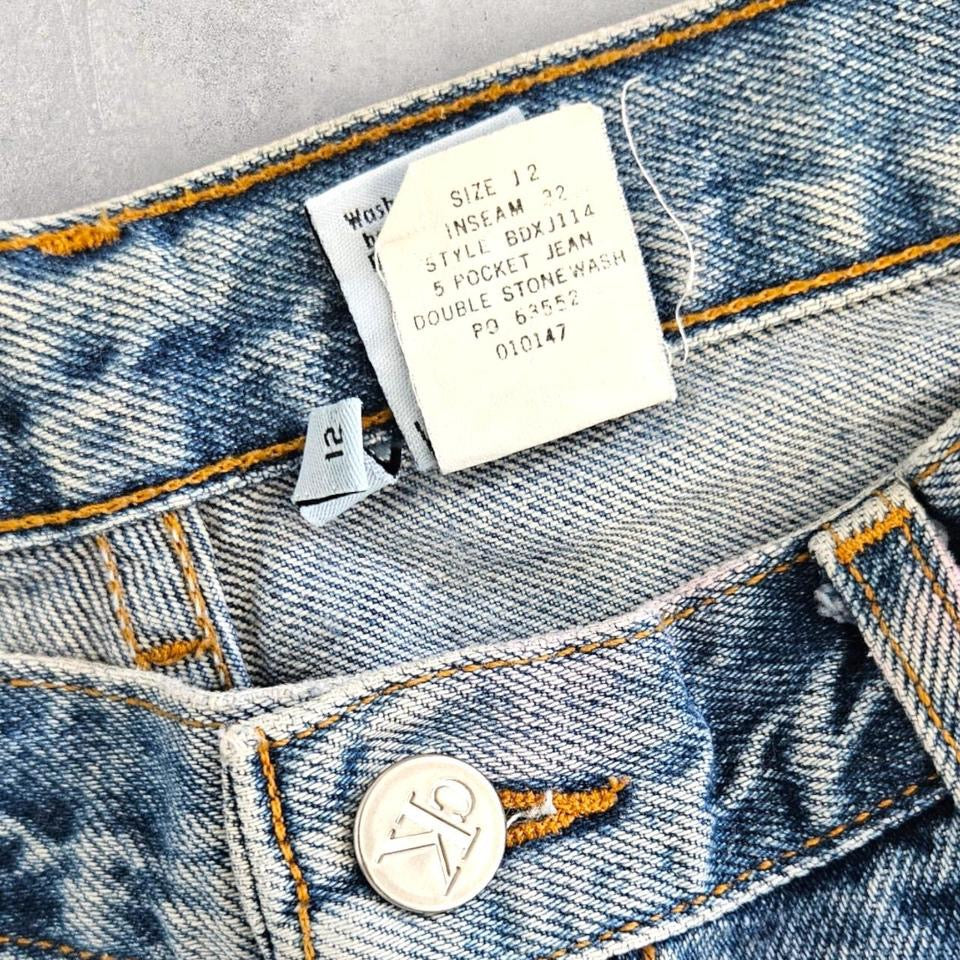 SIZE 12
INSEAM 32
STYLE BDXJ114
5 POCKET JEAN
DOUBLE STONEWASH
PO 63552
010147
Wash
12
cK